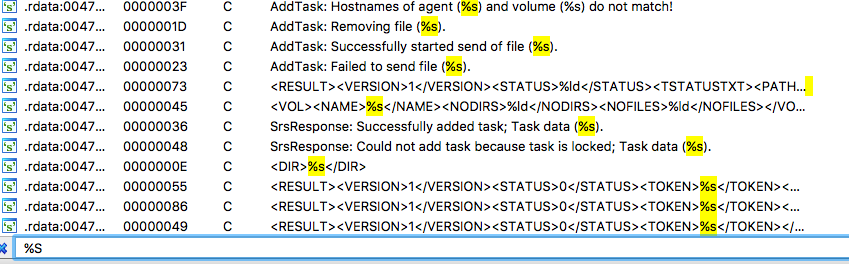 's' .rdata:0047... 0000003F C AddTask: Hostnames of agent (%s) and volume (%s) do not match!
's' .rdata:0047... 0000001D C AddTask: Removing file (%s).
's' .rdata:0047... 00000031 C AddTask: Successfully started send of file (%s).
's' .rdata:0047... 00000023 C AddTask: Failed to send file (%s).
's' .rdata:0047... 00000073 C <RESULT><VERSION>1</VERSION><STATUS>%ld</STATUS><TSTATUSTXT><PATH...
's' .rdata:0047... 00000045 C <VOL><NAME>%s</NAME><NODIRS>%ld</NODIRS><NOFILES>%ld</NOFILES></VO...
's' .rdata:0047... 00000036 C SrsResponse: Successfully added task; Task data (%s).
's' .rdata:0047... 00000048 C SrsResponse: Could not add task because task is locked; Task data (%s).
's' .rdata:0047... 0000000E C <DIR>%s</DIR>
's' .rdata:0047... 00000055 C <RESULT><VERSION>1</VERSION><STATUS>0</STATUS><TOKEN>%s</TOKEN><...
's' .rdata:0047... 00000086 C <RESULT><VERSION>1</VERSION><STATUS>0</STATUS><TOKEN>%s</TOKEN><...
's' .rdata:0047... 00000049 C <RESULT><VERSION>1</VERSION><STATUS>0</STATUS><TOKEN>%s</TOKEN></...
%S